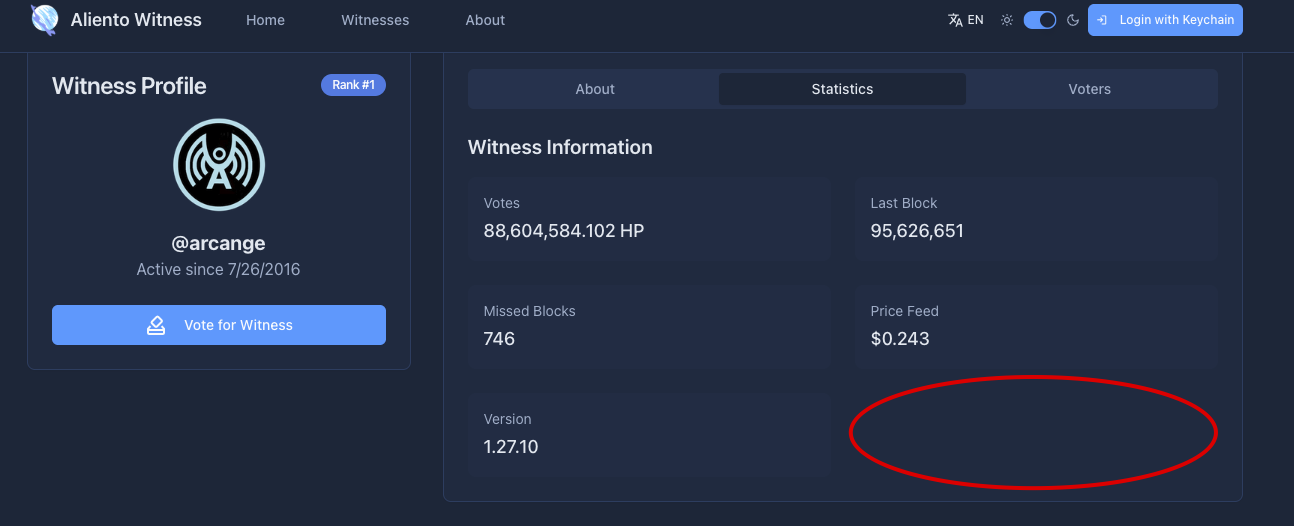 Aliento Witness
Home
Witnesses
About
EN
Login with Keychain
Witness Profile
Rank #1
A
@arcange
Active since 7/26/2016
Vote for Witness
About
Statistics
Voters
Witness Information
Votes
88,604,584.102 HP
Last Block
95,626,651
Missed Blocks
746
Price Feed
$0.243
Version
1.27.10